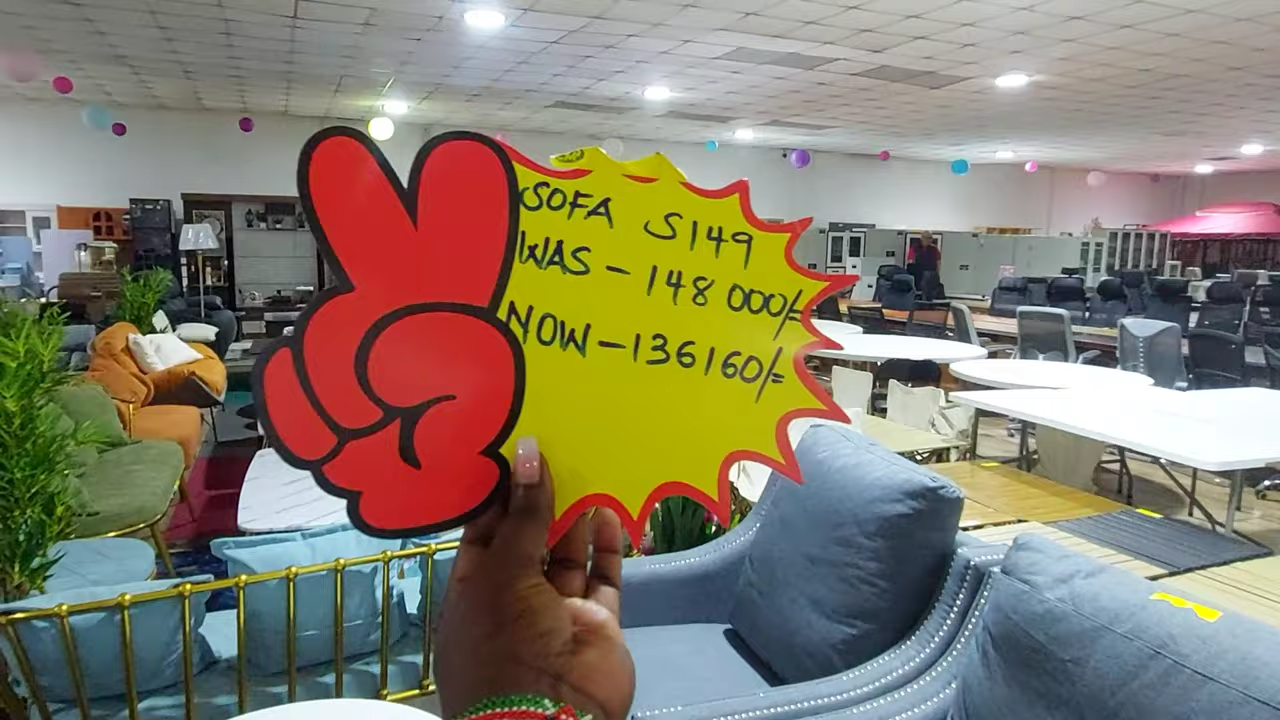 SOFA S149
WAS - 148 000/=
NOW - 136160/=